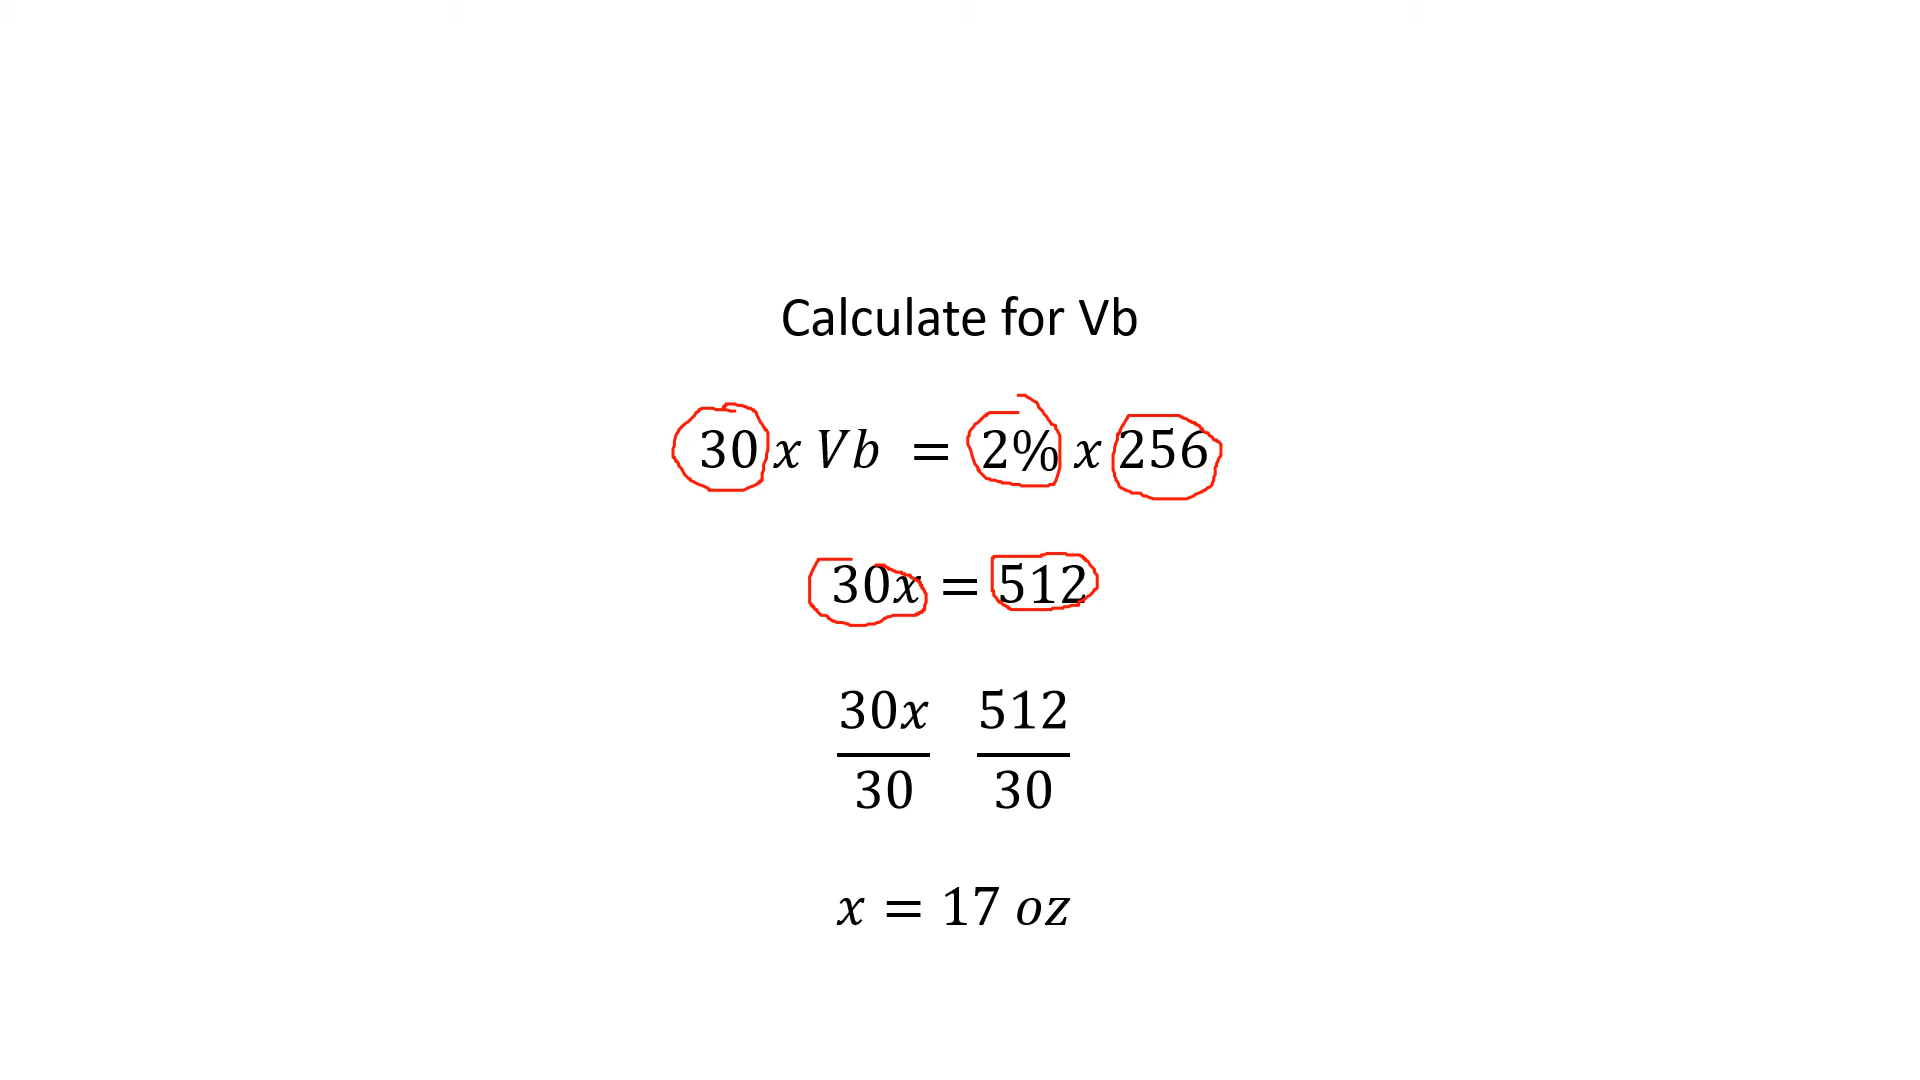 Calculate for Vb
30 x Vb = 2% x 256
30x = 512
30x 512
30 30
x = 17 oz